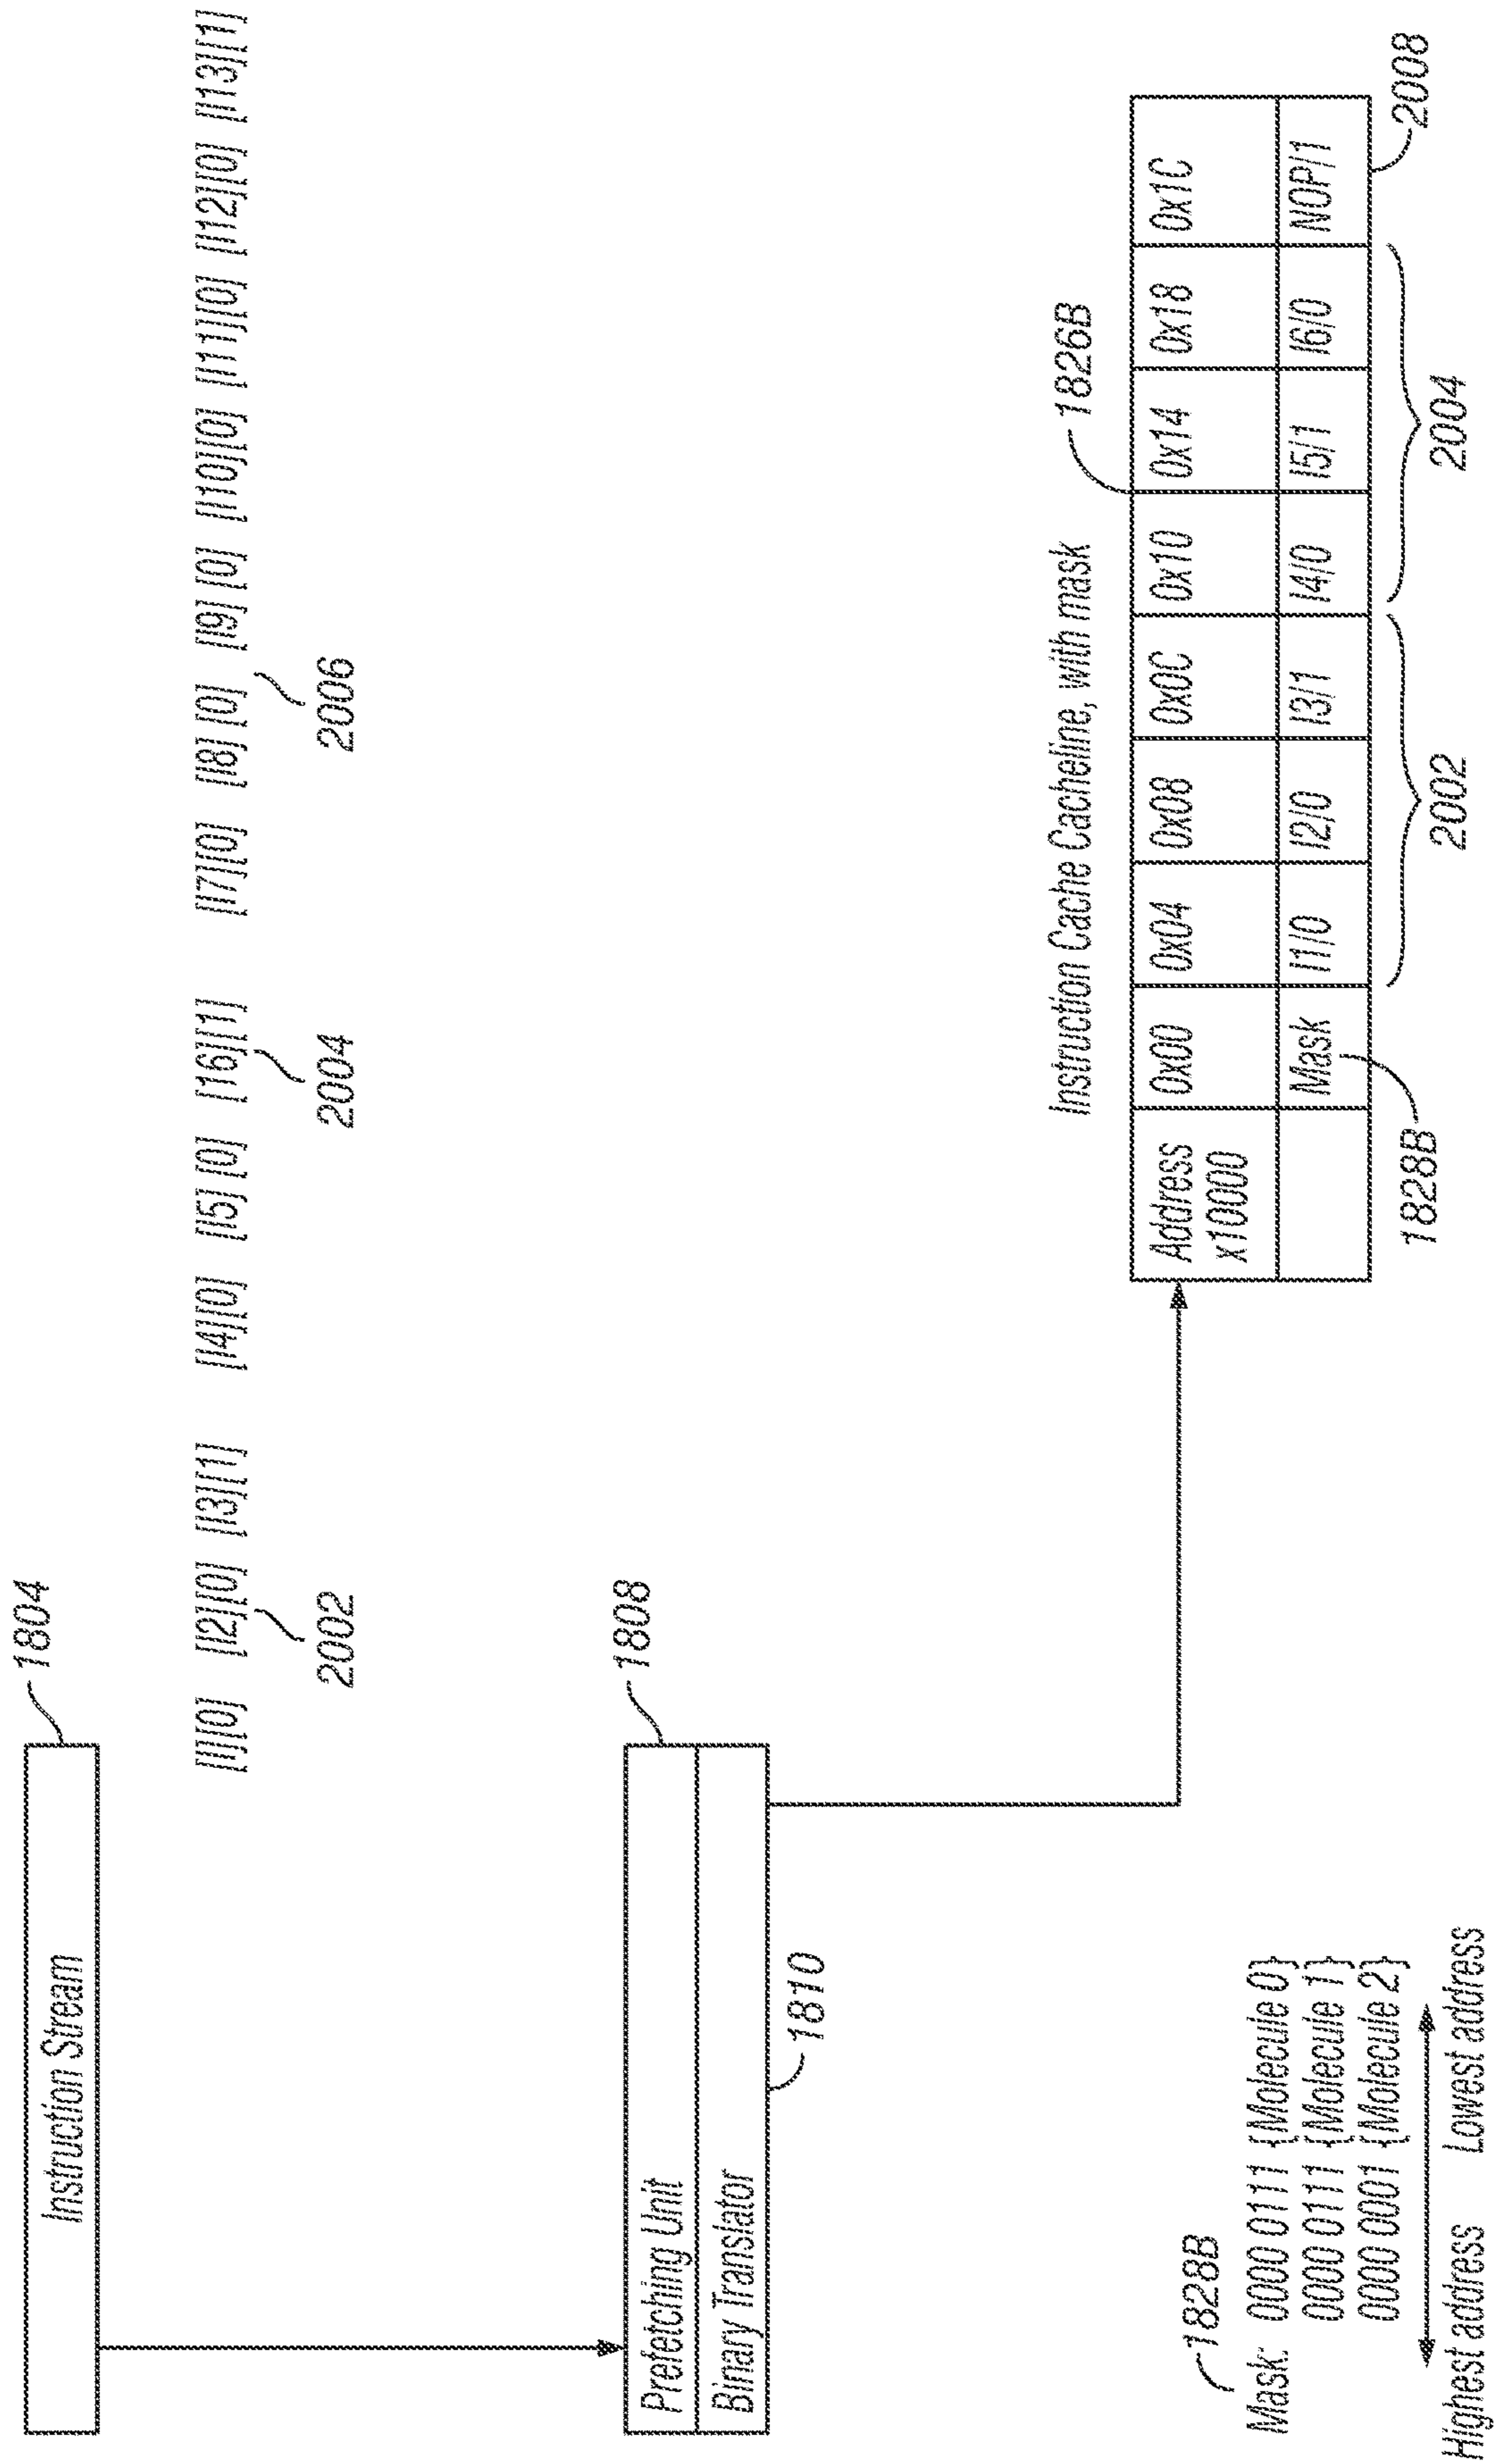 Instruction Stream
1804
[I1][0] [I2][0] [I3][1] [I4][0] [I5] [0] [16][1] [I7][0] [I8] [0] [I9] [0] [I10][0] [I11][0] [I12][0] [I13][1]
2002 2004 2006
Prefetching Unit
1808
Binary Translator
1810
Instruction Cache Cacheline, with mask
1826B
Address x10000 0x00 0x04 0x08 0x0C 0x10 0x14 0x18 0x1C
Mask I1/0 I2/0 I3/1 I4/0 I5/1 I6/0 NOP/1
1828B 2002 2004 2008
1828B
Mask: 0000 0111 {Molecule 0}
0000 0111 {Molecule 1}
0000 0001 {Molecule 2}
Highest address Lowest address